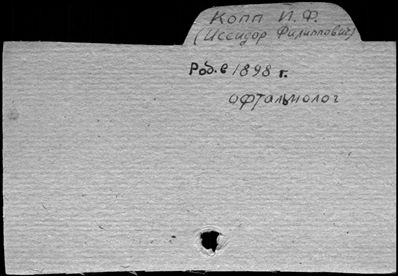 Копп И.Ф.
(Иссидор Филиппович)
Род. в 1898 г.
офтальмолог